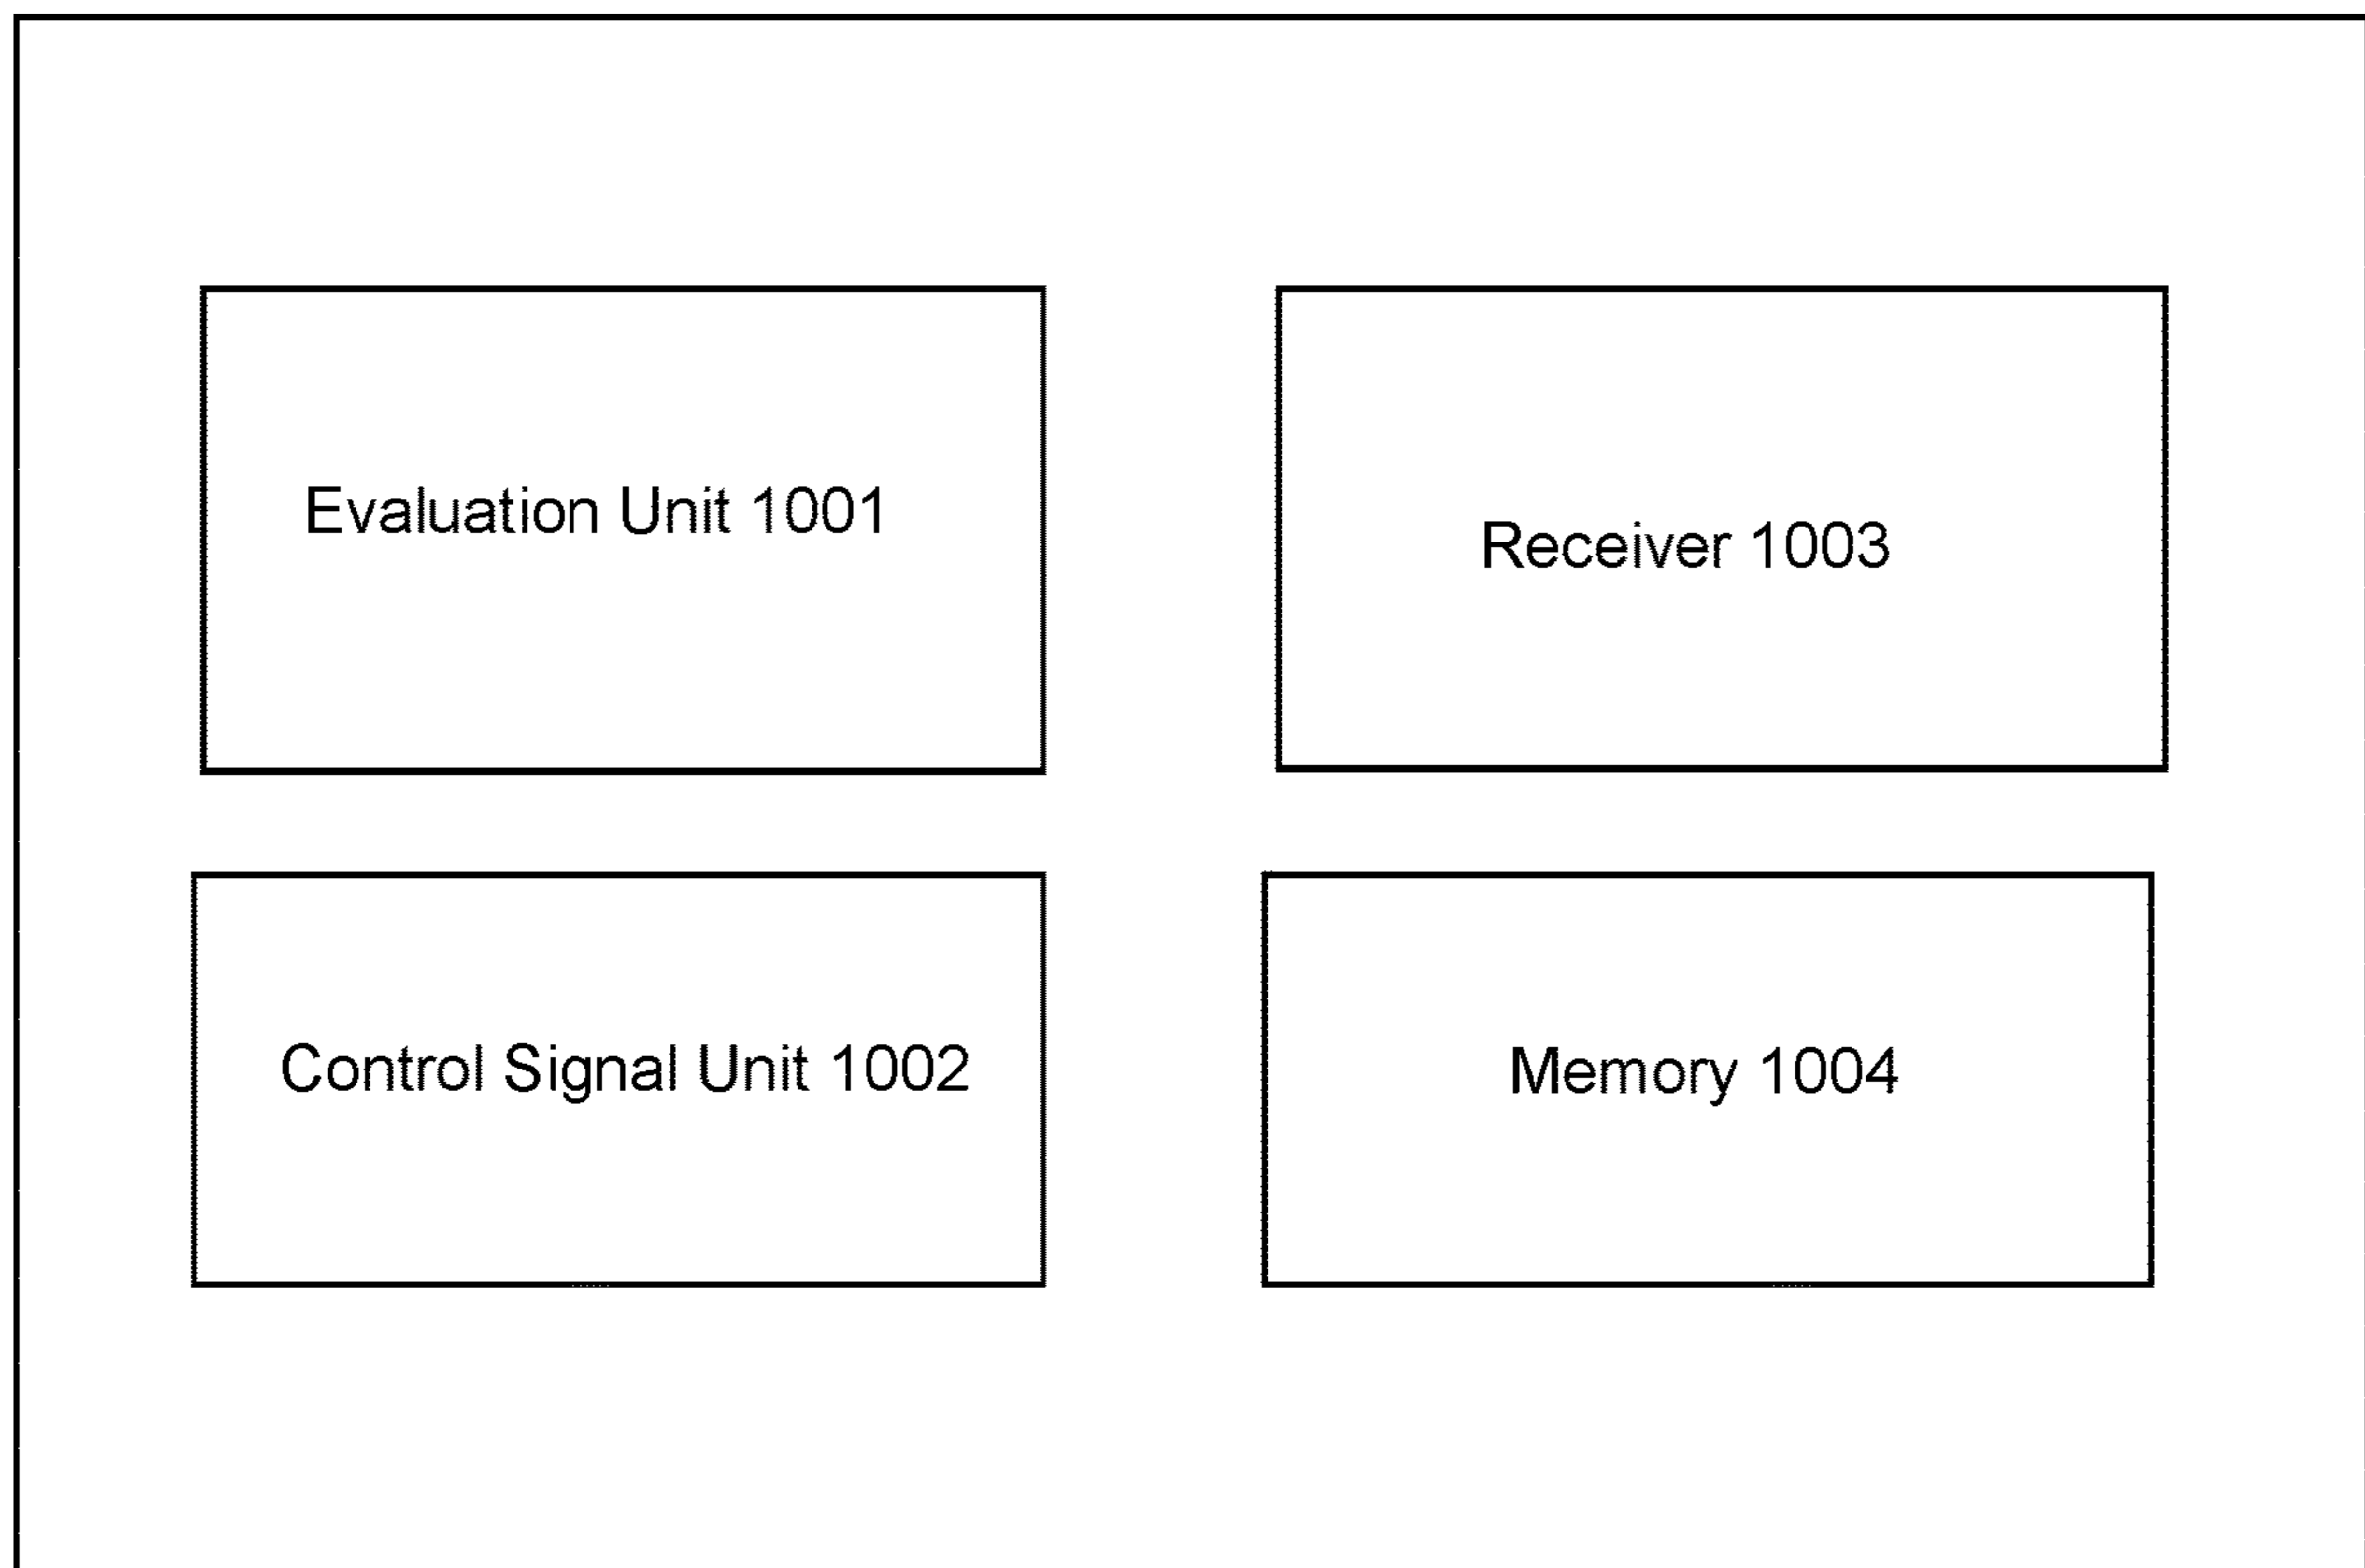 Evaluation Unit 1001
Receiver 1003
Control Signal Unit 1002
Memory 1004